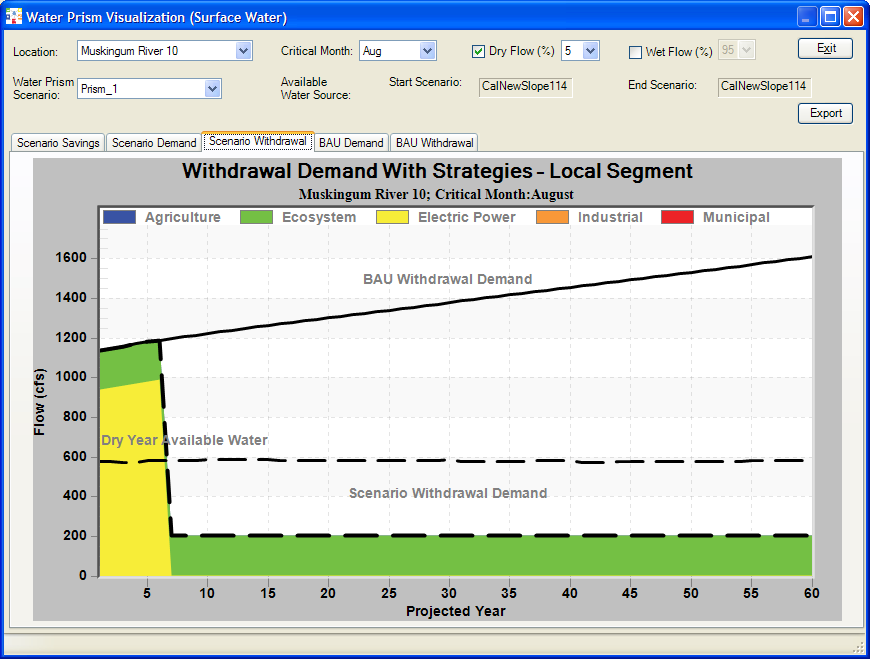 Water Prism Visualization (Surface Water)
Location: Muskingum River 10 Critical Month: Aug Dry Flow (%) 5 Wet Flow (%) 95 Exit
Water Prism Scenario: Prism_1 Available Water Source: Start Scenario: CalNewSlope114 End Scenario: CalNewSlope114
Export
Scenario Savings Scenario Demand Scenario Withdrawal BAU Demand BAU Withdrawal
Withdrawal Demand With Strategies - Local Segment
Muskingum River 10; Critical Month:August
Agriculture Ecosystem Electric Power Industrial Municipal
1600
BAU Withdrawal Demand
1400
1200
1000
Flow (cfs)
800
Dry Year Available Water
600
Scenario Withdrawal Demand
400
200
0
5 10 15 20 25 30 35 40 45 50 55 60
Projected Year